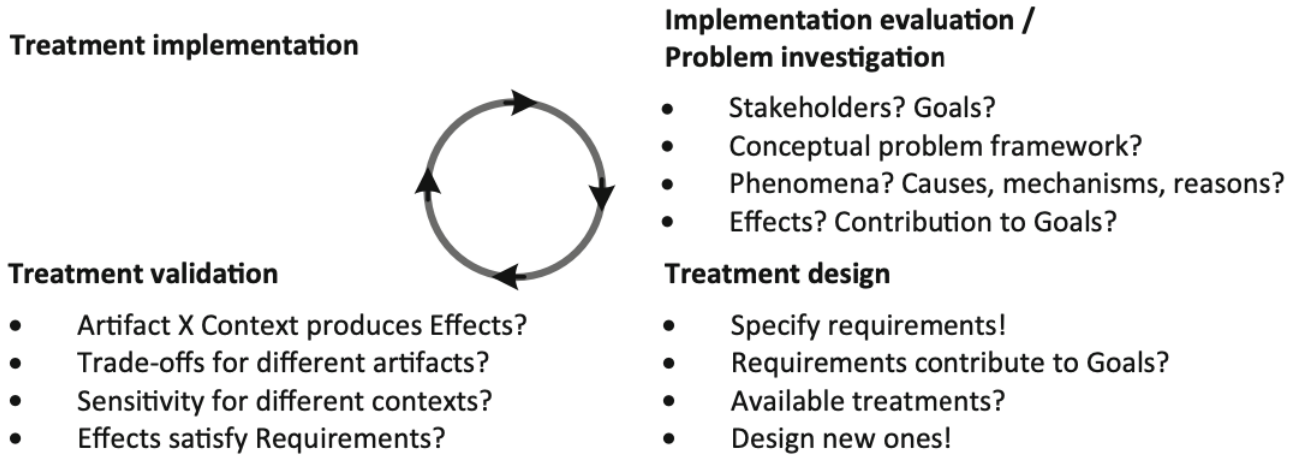 Treatment implementation
Implementation evaluation /
Problem investigation
• Stakeholders? Goals?
• Conceptual problem framework?
• Phenomena? Causes, mechanisms, reasons?
• Effects? Contribution to Goals?
Treatment validation
• Artifact X Context produces Effects?
• Trade-offs for different artifacts?
• Sensitivity for different contexts?
• Effects satisfy Requirements?
Treatment design
• Specify requirements!
• Requirements contribute to Goals?
• Available treatments?
• Design new ones!